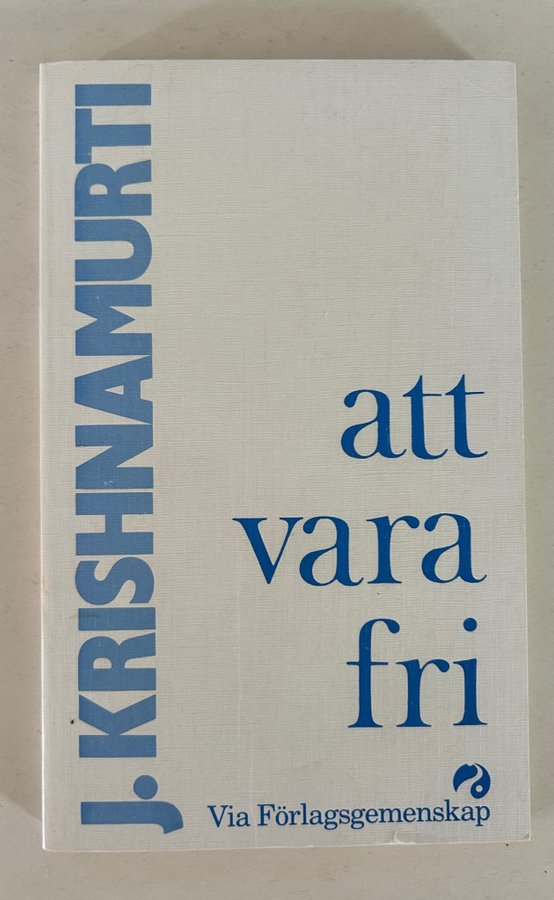 J. KRISHNAMURTI
att
vara
fri
Via Förlagsgemenskap